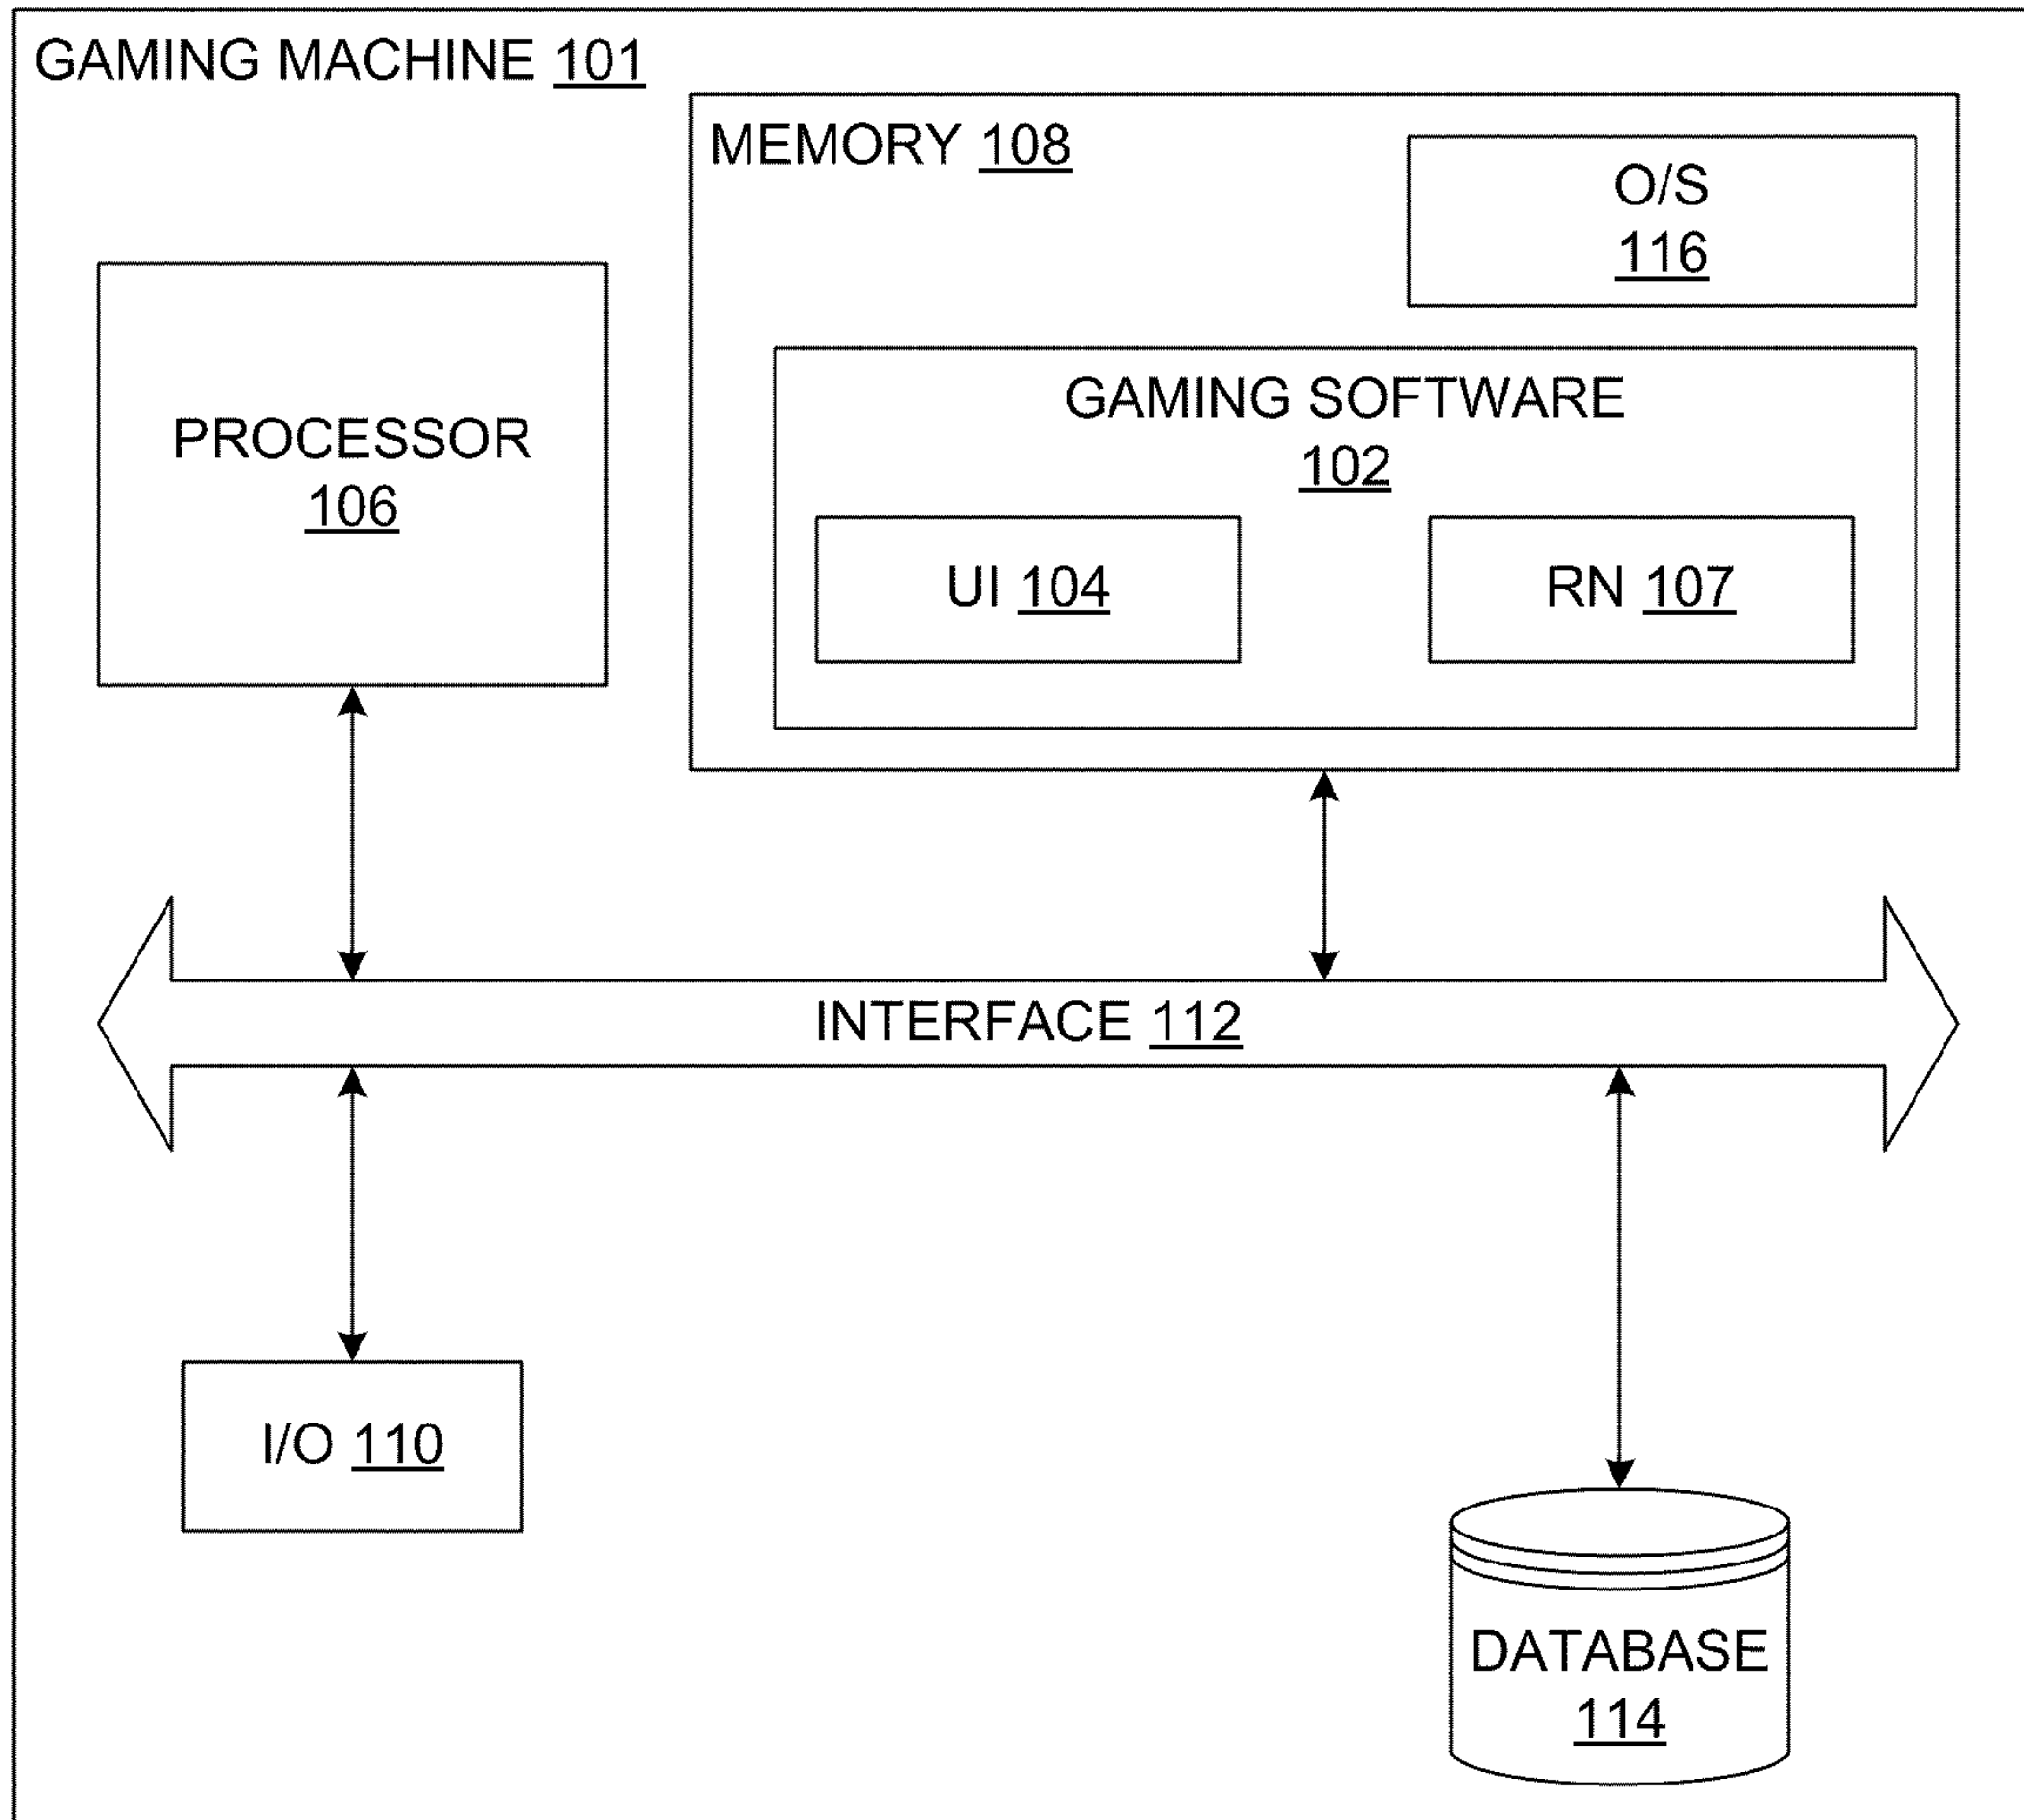 GAMING MACHINE 101
MEMORY 108
O/S
116
PROCESSOR
106
GAMING SOFTWARE
102
UI 104
RN 107
INTERFACE 112
I/O 110
DATABASE
114